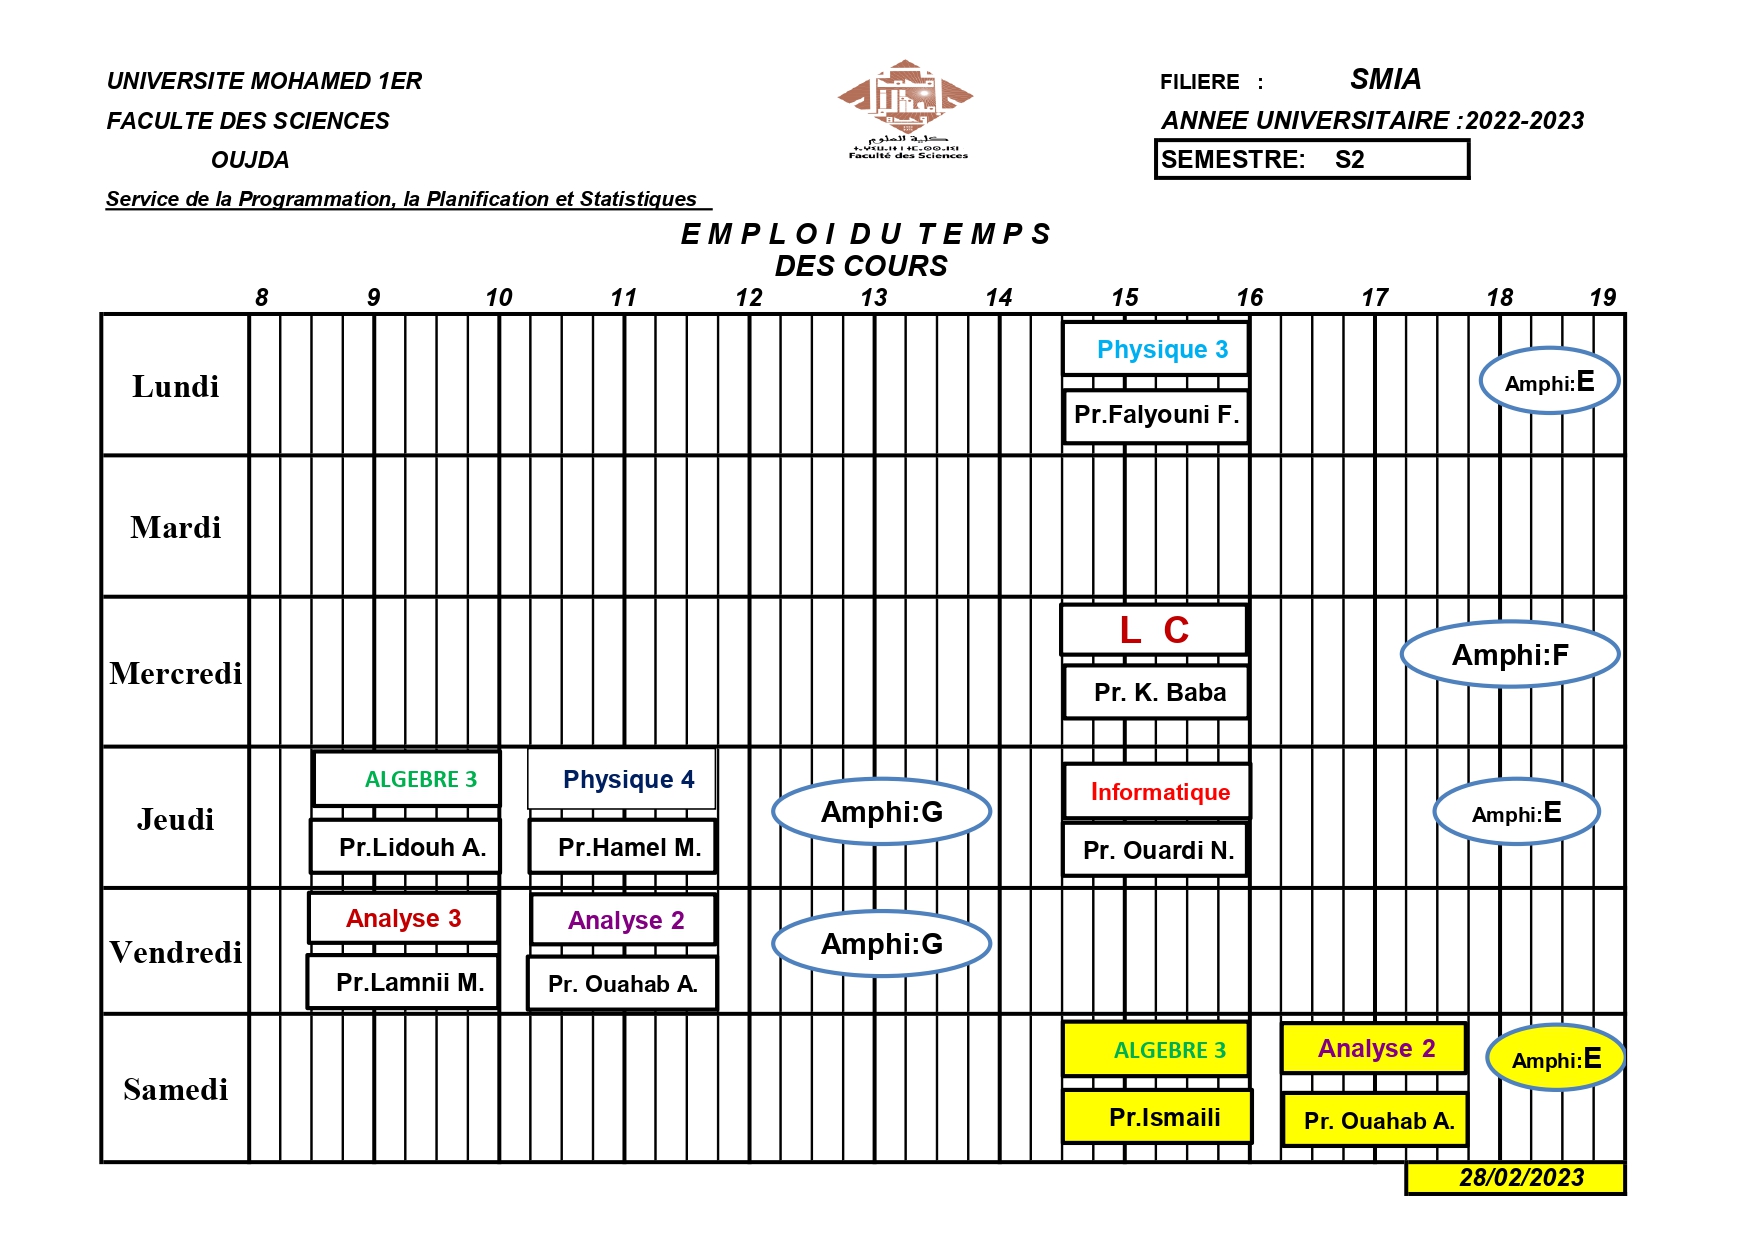 UNIVERSITE MOHAMED 1ER
FACULTE DES SCIENCES
OUJDA
Service de la Programmation, la Planification et Statistiques
كلية العلوم
Faculté des Sciences
FILIERE : SMIA
ANNEE UNIVERSITAIRE :2022-2023
SEMESTRE: S2
EMPLOI DU TEMPS
DES COURS
8 9 10 11 12 13 14 15 16 17 18 19
Lundi
Physique 3
Pr.Falyouni F.
Amphi:E
Mardi
Mercredi
L C
Pr. K. Baba
Amphi:F
Jeudi
ALGEBRE 3
Pr.Lidouh A.
Physique 4
Pr.Hamel M.
Amphi:G
Informatique
Pr. Ouardi N.
Amphi:E
Vendredi
Analyse 3
Pr.Lamnii M.
Analyse 2
Pr. Ouahab A.
Amphi:G
Samedi
ALGEBRE 3
Pr.Ismaili
Analyse 2
Pr. Ouahab A.
Amphi:E
28/02/2023